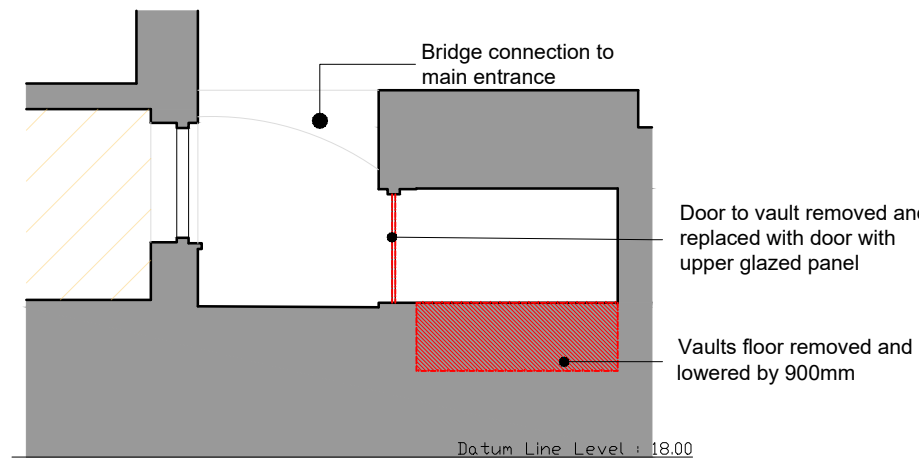 Bridge connection to
main entrance
Door to vault removed and
replaced with door with
upper glazed panel
Vaults floor removed and
lowered by 900mm
Datum Line Level : 18.00